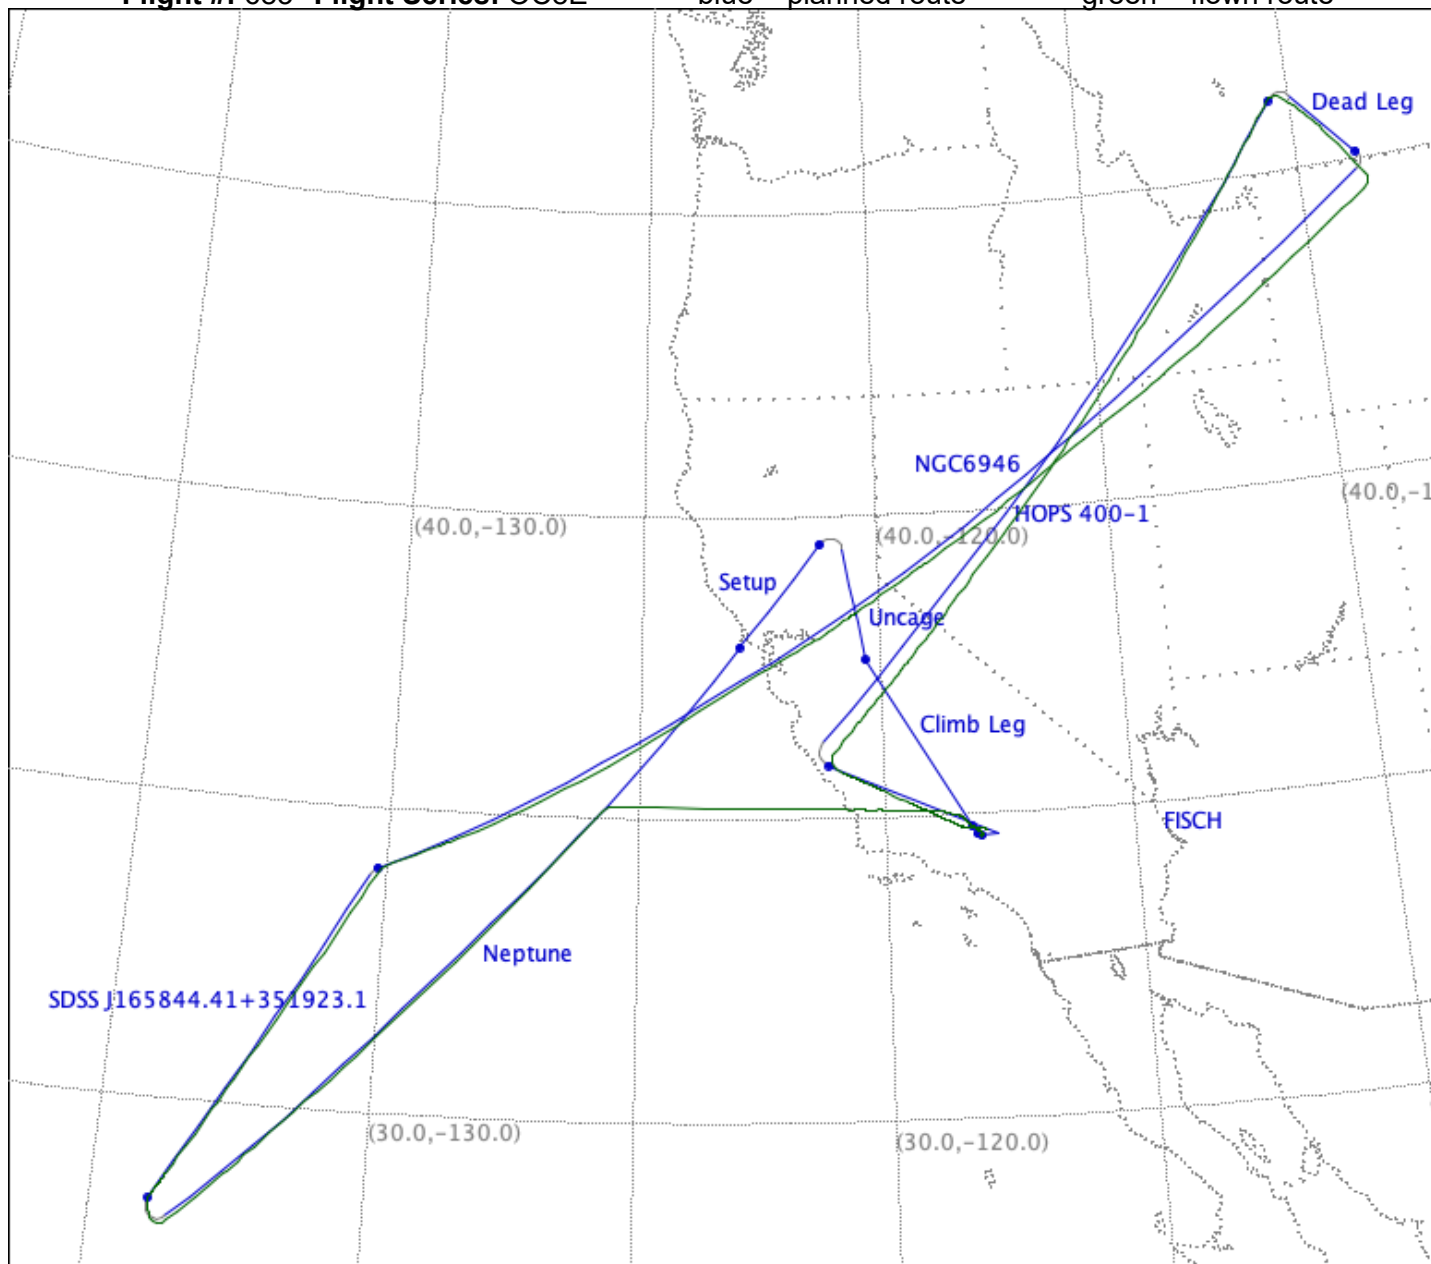 Dead Leg
NGC6946
(40.0,-1
HOPS 400-1
(40.0,-130.0)
(40.0,-120.0)
Setup
Uncage
Climb Leg
FISCH
Neptune
SDSS J165844.41+351923.1
(30.0,-130.0)
(30.0,-120.0)